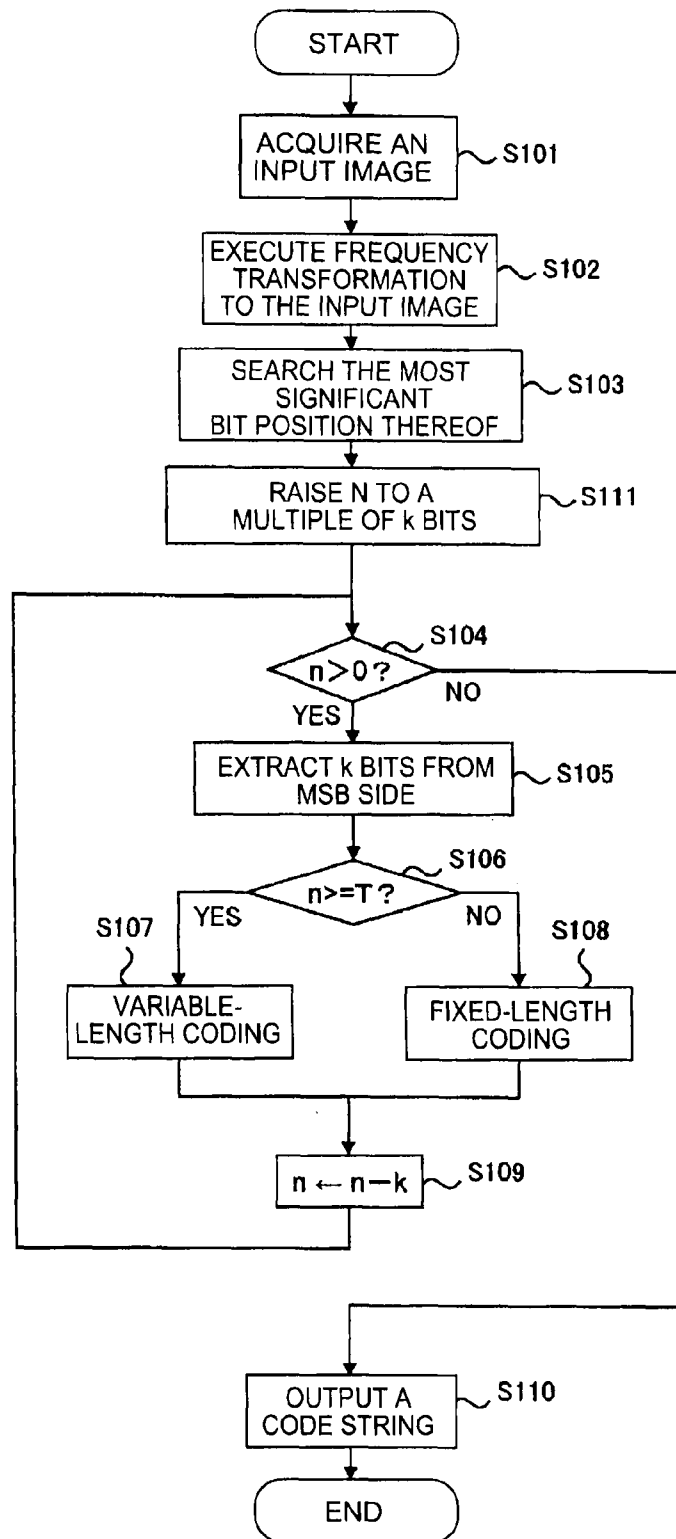 START
ACQUIRE AN
INPUT IMAGE
S101
EXECUTE FREQUENCY
TRANSFORMATION
TO THE INPUT IMAGE
S102
SEARCH THE MOST
SIGNIFICANT
BIT POSITION THEREOF
S103
RAISE N TO A
MULTIPLE OF k BITS
S111
S104
n>0?
NO
YES
EXTRACT k BITS FROM
MSB SIDE
S105
S106
n>=T?
YES
NO
S107
S108
VARIABLE-
LENGTH CODING
FIXED-LENGTH
CODING
n ← n−k
S109
OUTPUT A
CODE STRING
S110
END